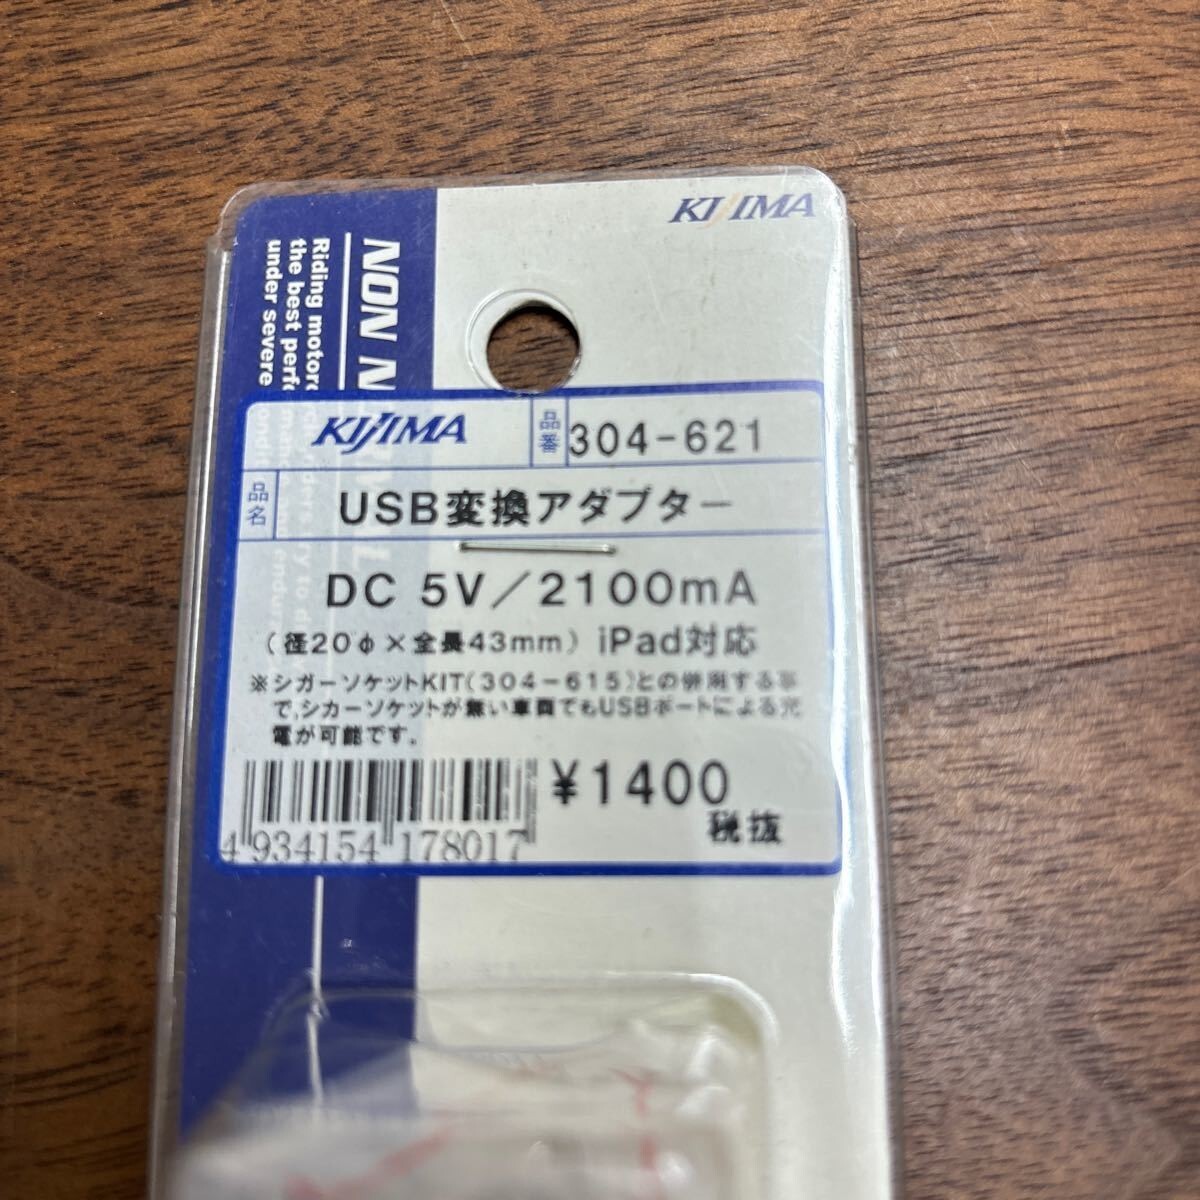 KIJIMA
NON N
Riding motorc
the best perfo
under severe
KIJIMA
品番
304-621
品名
USB変換アダプター
DC 5V/2100mA
(径20φ×全長43mm) iPad対応
※シガーソケットKIT(304-615)との併用する事
で,シガーソケットが無い車両でもUSBポートによる充
電が可能です.
¥1400
税抜
4 934154 178017